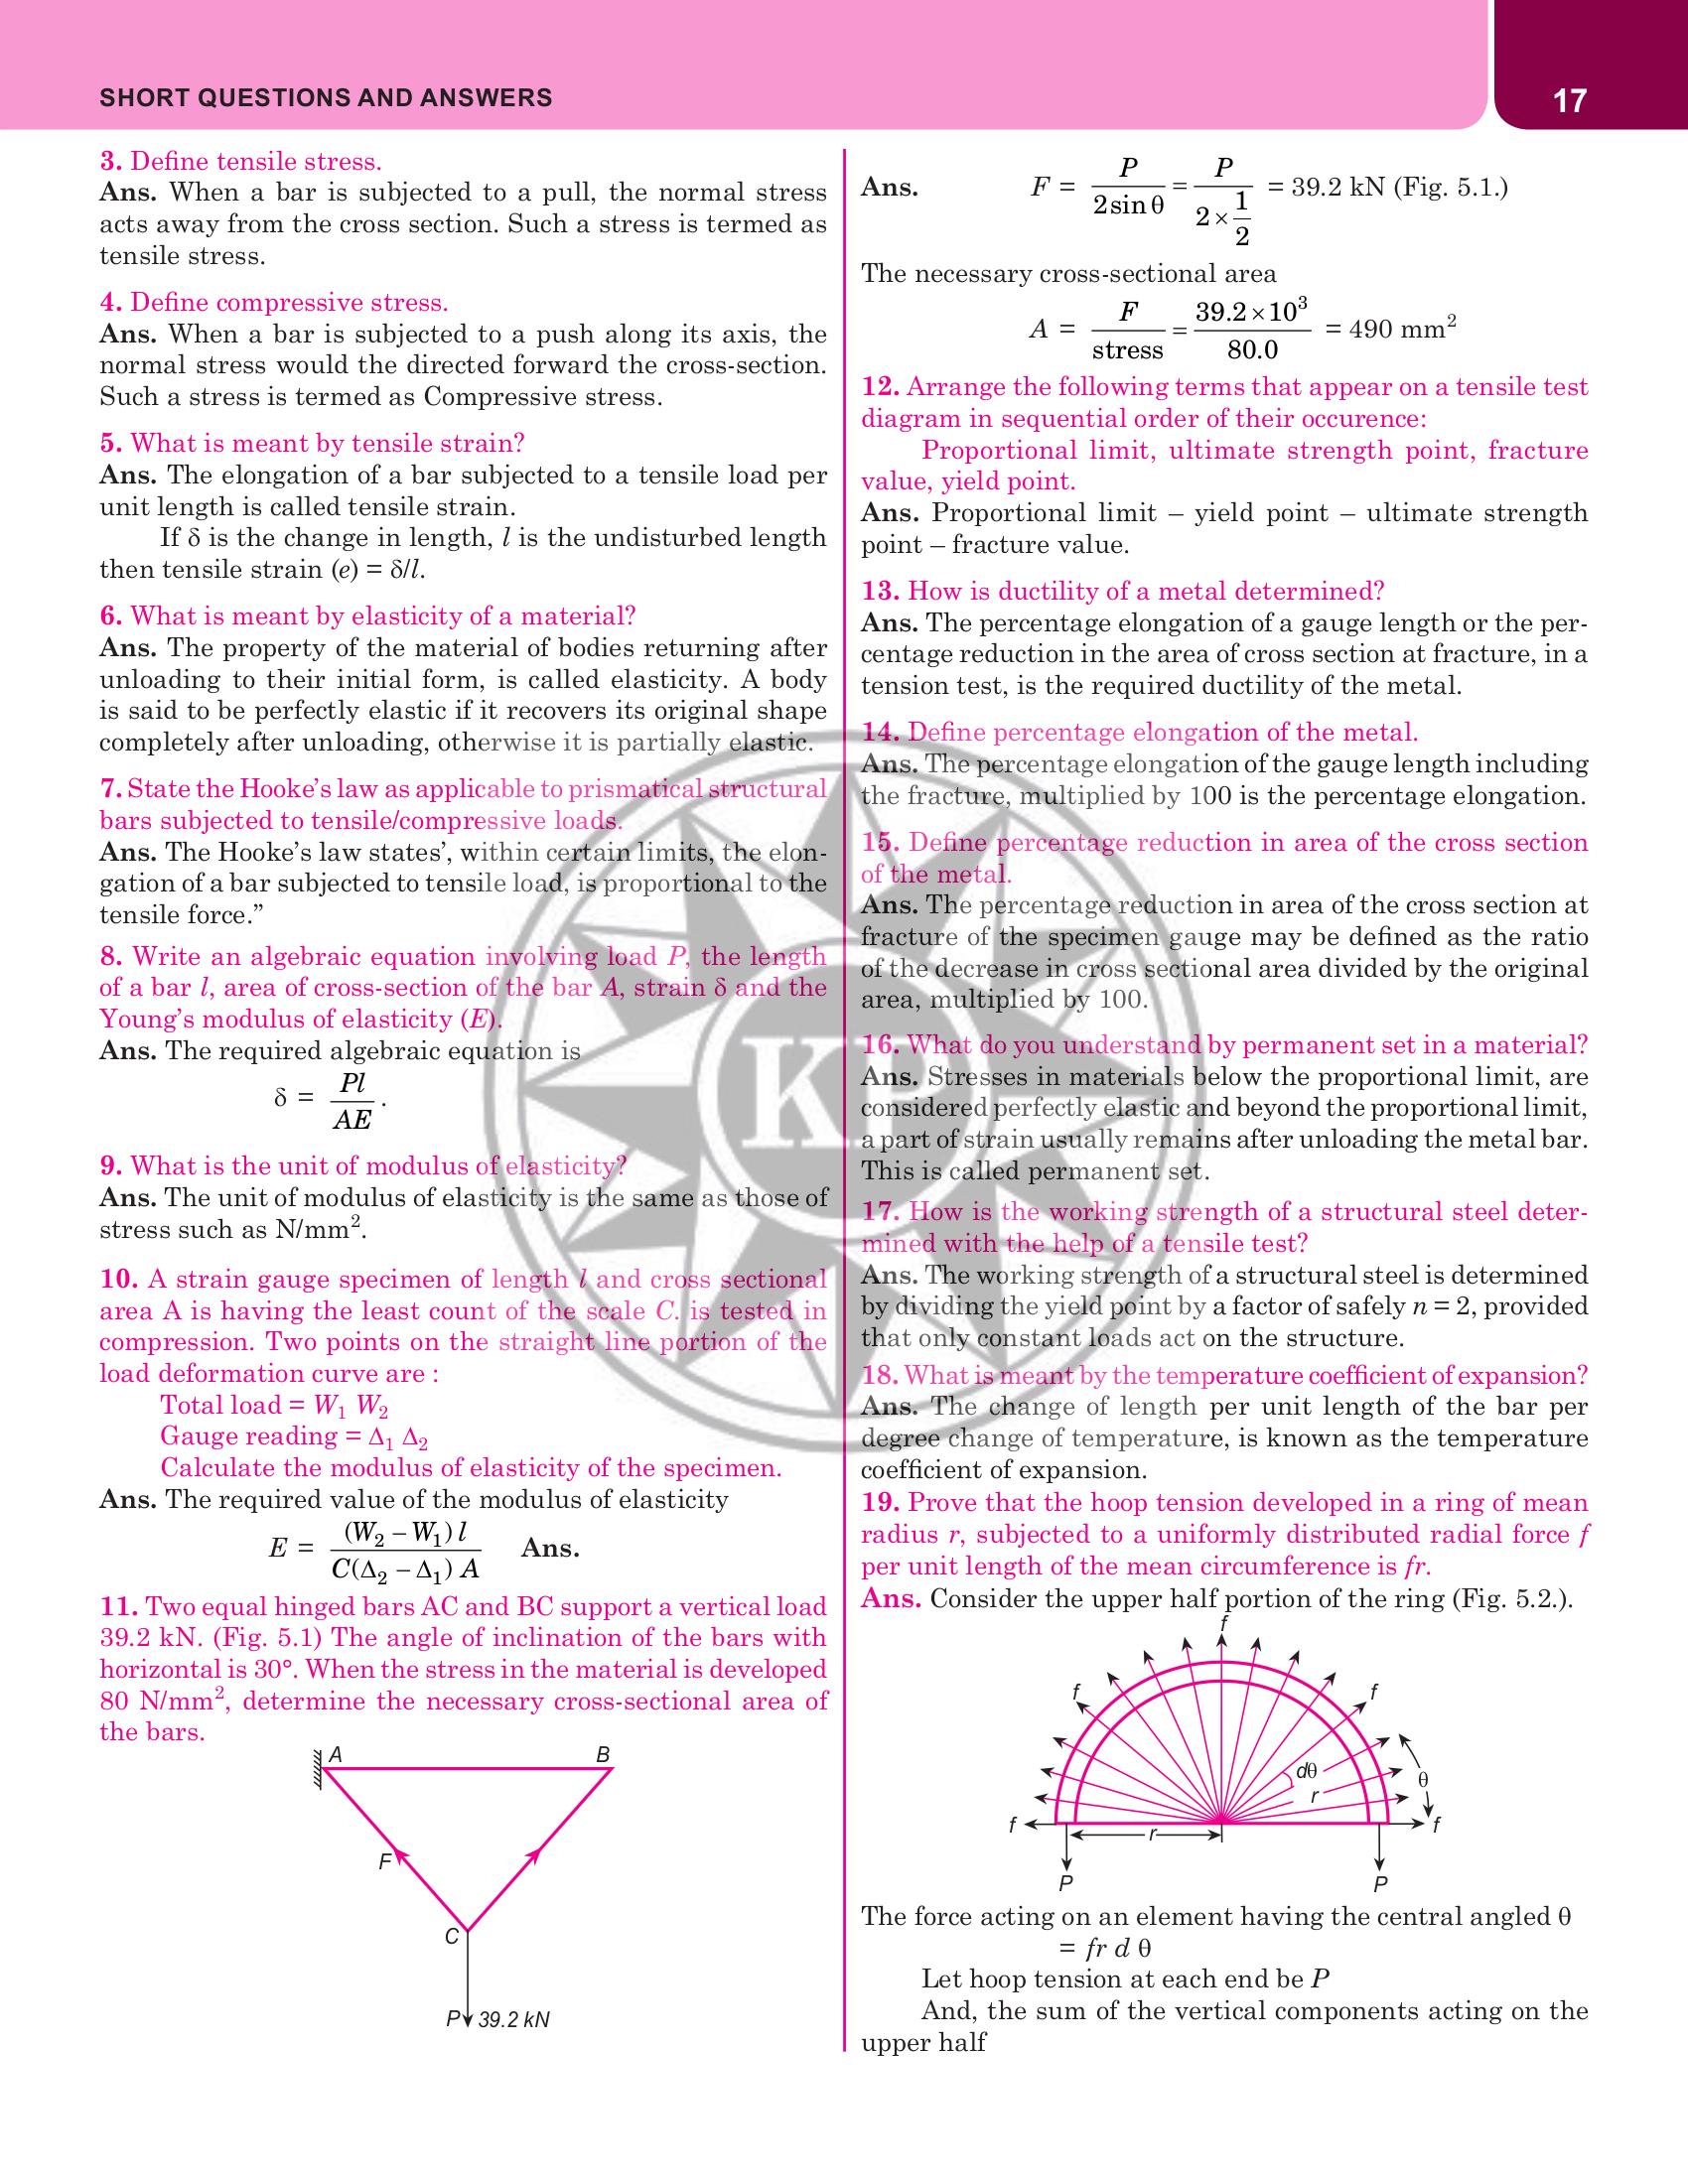 SHORT QUESTIONS AND ANSWERS
17
3. Define tensile stress.
Ans. When a bar is subjected to a pull, the normal stress
acts away from the cross section. Such a stress is termed as
tensile stress.
4. Define compressive stress.
Ans. When a bar is subjected to a push along its axis, the
normal stress would the directed forward the cross-section.
Such a stress is termed as Compressive stress.
5. What is meant by tensile strain?
Ans. The elongation of a bar subjected to a tensile load per
unit length is called tensile strain.
If δ is the change in length, l is the undisturbed length
then tensile strain (e) = δ/l.
6. What is meant by elasticity of a material?
Ans. The property of the material of bodies returning after
unloading to their initial form, is called elasticity. A body
is said to be perfectly elastic if it recovers its original shape
completely after unloading, otherwise it is partially elastic.
7. State the Hooke's law as applicable to prismatical structural
bars subjected to tensile/compressive loads.
Ans. The Hooke's law states', within certain limits, the elon-
gation of a bar subjected to tensile load, is proportional to the
tensile force.”
8. Write an algebraic equation involving load P, the length
of a bar l, area of cross-section of the bar A, strain δ and the
Young's modulus of elasticity (E).
Ans. The required algebraic equation is
δ = Pl / AE .
9. What is the unit of modulus of elasticity?
Ans. The unit of modulus of elasticity is the same as those of
stress such as N/mm².
10. A strain gauge specimen of length l and cross sectional
area A is having the least count of the scale C. is tested in
compression. Two points on the straight line portion of the
load deformation curve are :
Total load = W₁ W₂
Gauge reading = Δ₁ Δ₂
Calculate the modulus of elasticity of the specimen.
Ans. The required value of the modulus of elasticity
E = (W₂ – W₁) l / C(Δ₂ – Δ₁) A Ans.
11. Two equal hinged bars AC and BC support a vertical load
39.2 kN. (Fig. 5.1) The angle of inclination of the bars with
horizontal is 30°. When the stress in the material is developed
80 N/mm², determine the necessary cross-sectional area of
the bars.
A
B
F
C
P 39.2 kN
Ans. F = P / 2 sin θ = P / 2 × 1/2 = 39.2 kN (Fig. 5.1.)
The necessary cross-sectional area
A = F / stress = 39.2 × 10³ / 80.0 = 490 mm²
12. Arrange the following terms that appear on a tensile test
diagram in sequential order of their occurence:
Proportional limit, ultimate strength point, fracture
value, yield point.
Ans. Proportional limit – yield point – ultimate strength
point – fracture value.
13. How is ductility of a metal determined?
Ans. The percentage elongation of a gauge length or the per-
centage reduction in the area of cross section at fracture, in a
tension test, is the required ductility of the metal.
14. Define percentage elongation of the metal.
Ans. The percentage elongation of the gauge length including
the fracture, multiplied by 100 is the percentage elongation.
15. Define percentage reduction in area of the cross section
of the metal.
Ans. The percentage reduction in area of the cross section at
fracture of the specimen gauge may be defined as the ratio
of the decrease in cross sectional area divided by the original
area, multiplied by 100.
16. What do you understand by permanent set in a material?
Ans. Stresses in materials below the proportional limit, are
considered perfectly elastic and beyond the proportional limit,
a part of strain usually remains after unloading the metal bar.
This is called permanent set.
17. How is the working strength of a structural steel deter-
mined with the help of a tensile test?
Ans. The working strength of a structural steel is determined
by dividing the yield point by a factor of safely n = 2, provided
that only constant loads act on the structure.
18. What is meant by the temperature coefficient of expansion?
Ans. The change of length per unit length of the bar per
degree change of temperature, is known as the temperature
coefficient of expansion.
19. Prove that the hoop tension developed in a ring of mean
radius r, subjected to a uniformly distributed radial force f
per unit length of the mean circumference is fr.
Ans. Consider the upper half portion of the ring (Fig. 5.2.).
f
f
f
dθ
θ
r
f
r
f
P
P
The force acting on an element having the central angled θ
= fr d θ
Let hoop tension at each end be P
And, the sum of the vertical components acting on the
upper half
KP